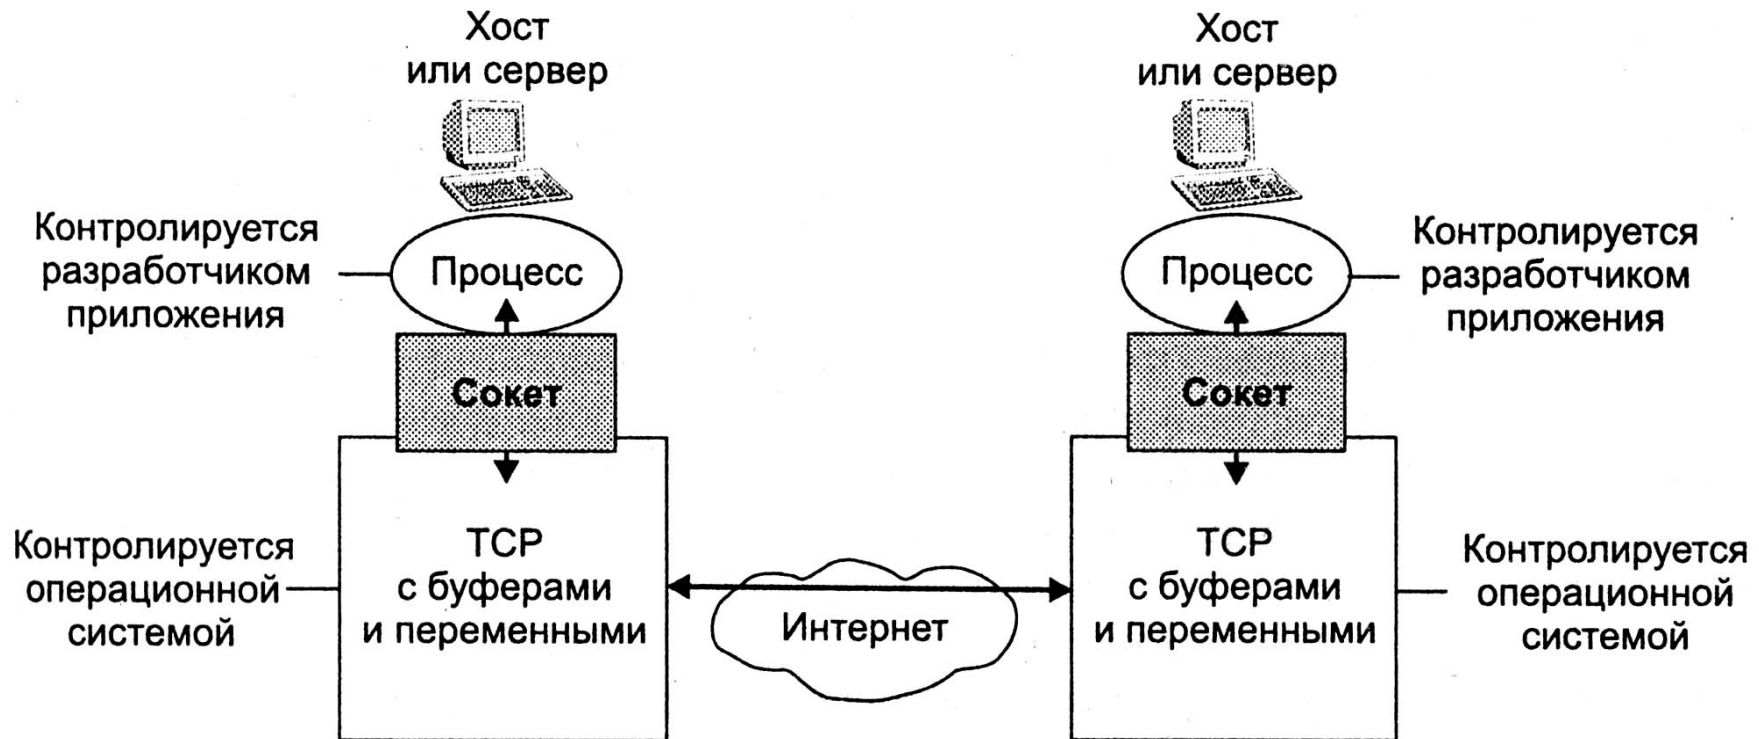 Хост
или сервер
Хост
или сервер
Контролируется
разработчиком
приложения
Процесс
Процесс
Контролируется
разработчиком
приложения
Сокет
Сокет
Контролируется
операционной
системой
TCP
с буферами
и переменными
Интернет
TCP
с буферами
и переменными
Контролируется
операционной
системой